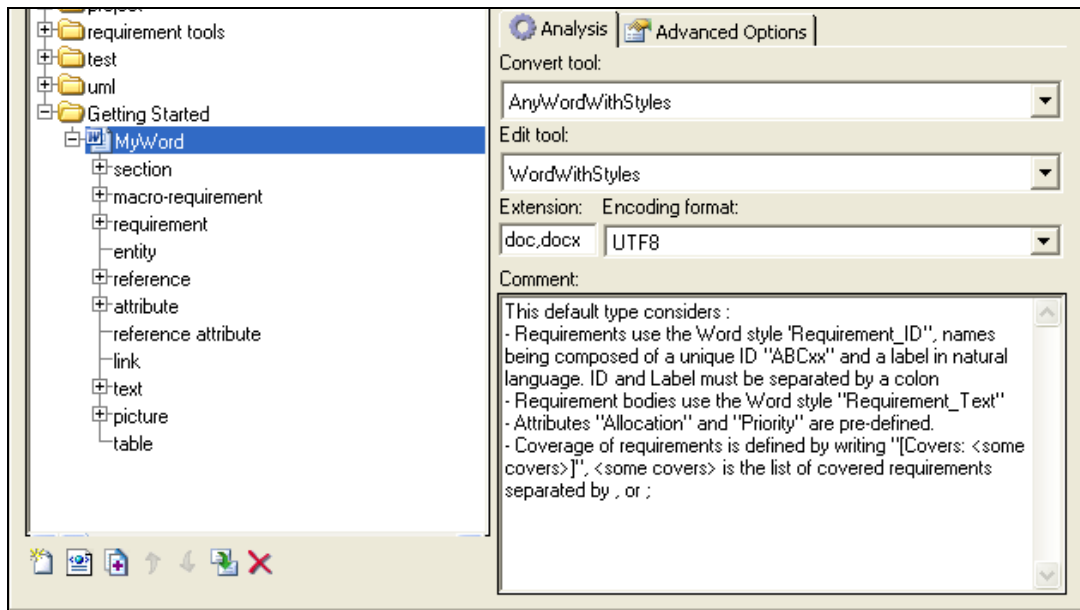 project
requirement tools
test
uml
Getting Started
MyWord
section
macro-requirement
requirement
entity
reference
attribute
reference attribute
link
text
picture
table
Analysis
Advanced Options
Convert tool:
AnyWordWithStyles
Edit tool:
WordWithStyles
Extension: Encoding format:
doc,docx UTF8
Comment:
This default type considers :
- Requirements use the Word style 'Requirement_ID", names
being composed of a unique ID "ABCxx" and a label in natural
language. ID and Label must be separated by a colon
- Requirement bodies use the Word style "Requirement_Text"
- Attributes "Allocation" and "Priority" are pre-defined.
- Coverage of requirements is defined by writing "[Covers: <some
covers>]", <some covers> is the list of covered requirements
separated by , or ;